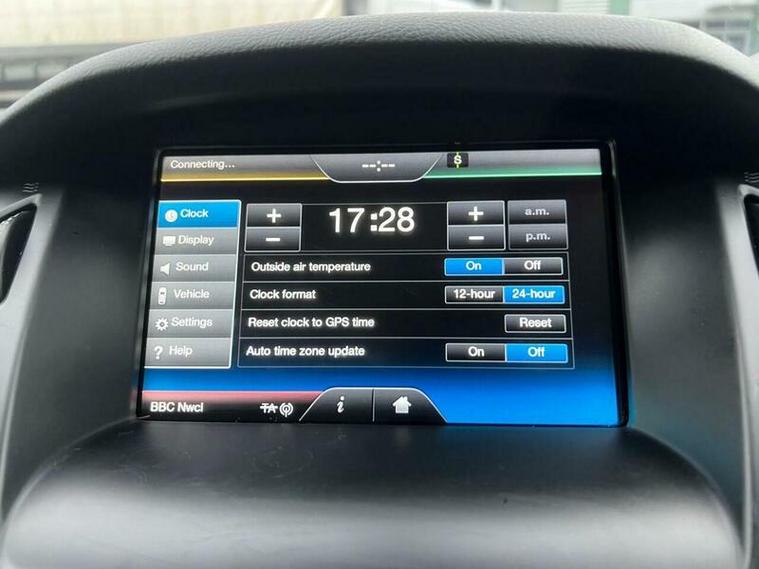 Connecting... --:-- S
Clock + 17:28 + a.m.
Display – – p.m.
Sound Outside air temperature On Off
Vehicle Clock format 12-hour 24-hour
Settings Reset clock to GPS time Reset
Help Auto time zone update On Off
BBC Nwcl TA i